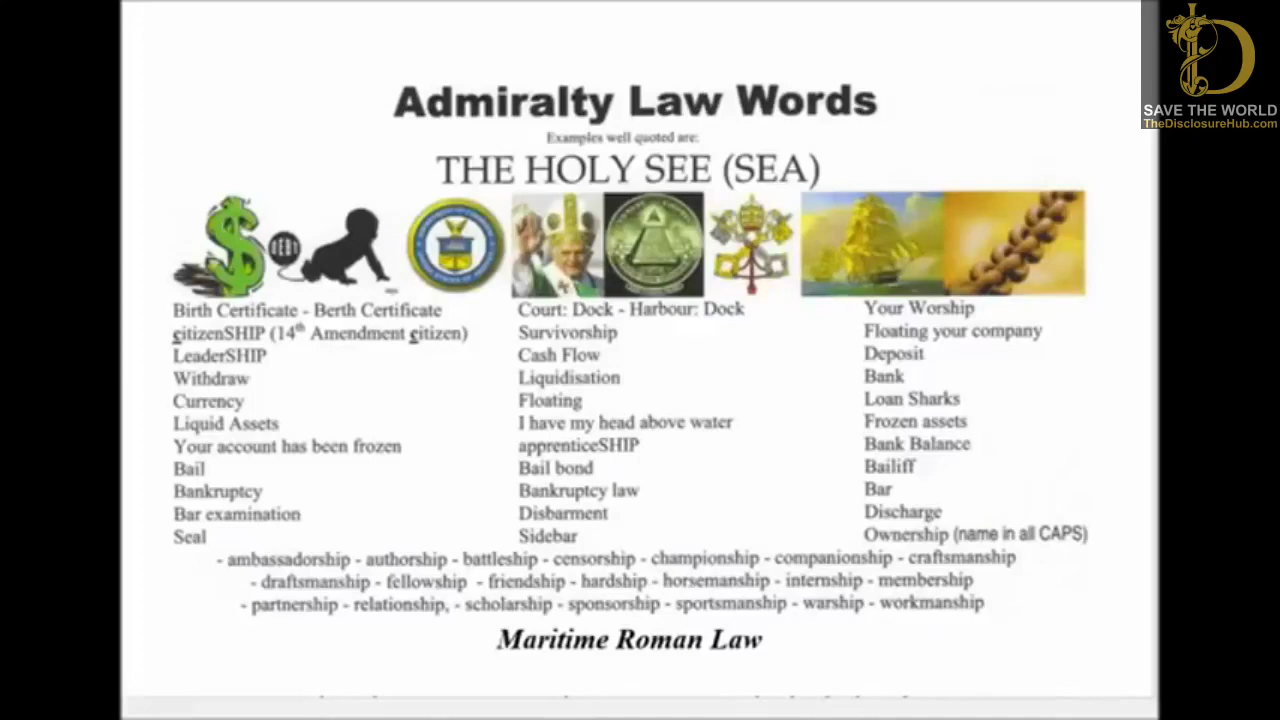 SAVE THE WORLD
TheDisclosureHub.com
Admiralty Law Words
Examples well quoted are:
THE HOLY SEE (SEA)
DEBT
Birth Certificate - Berth Certificate
citizenSHIP (14th Amendment citizen)
LeaderSHIP
Withdraw
Currency
Liquid Assets
Your account has been frozen
Bail
Bankruptcy
Bar examination
Seal
Court: Dock - Harbour: Dock
Survivorship
Cash Flow
Liquidisation
Floating
I have my head above water
apprenticeSHIP
Bail bond
Bankruptcy law
Disbarment
Sidebar
Your Worship
Floating your company
Deposit
Bank
Loan Sharks
Frozen assets
Bank Balance
Bailiff
Bar
Discharge
Ownership (name in all CAPS)
- ambassadorship - authorship - battleship - censorship - championship - companionship - craftsmanship
- draftsmanship - fellowship - friendship - hardship - horsemanship - internship - membership
- partnership - relationship, - scholarship - sponsorship - sportsmanship - warship - workmanship
Maritime Roman Law